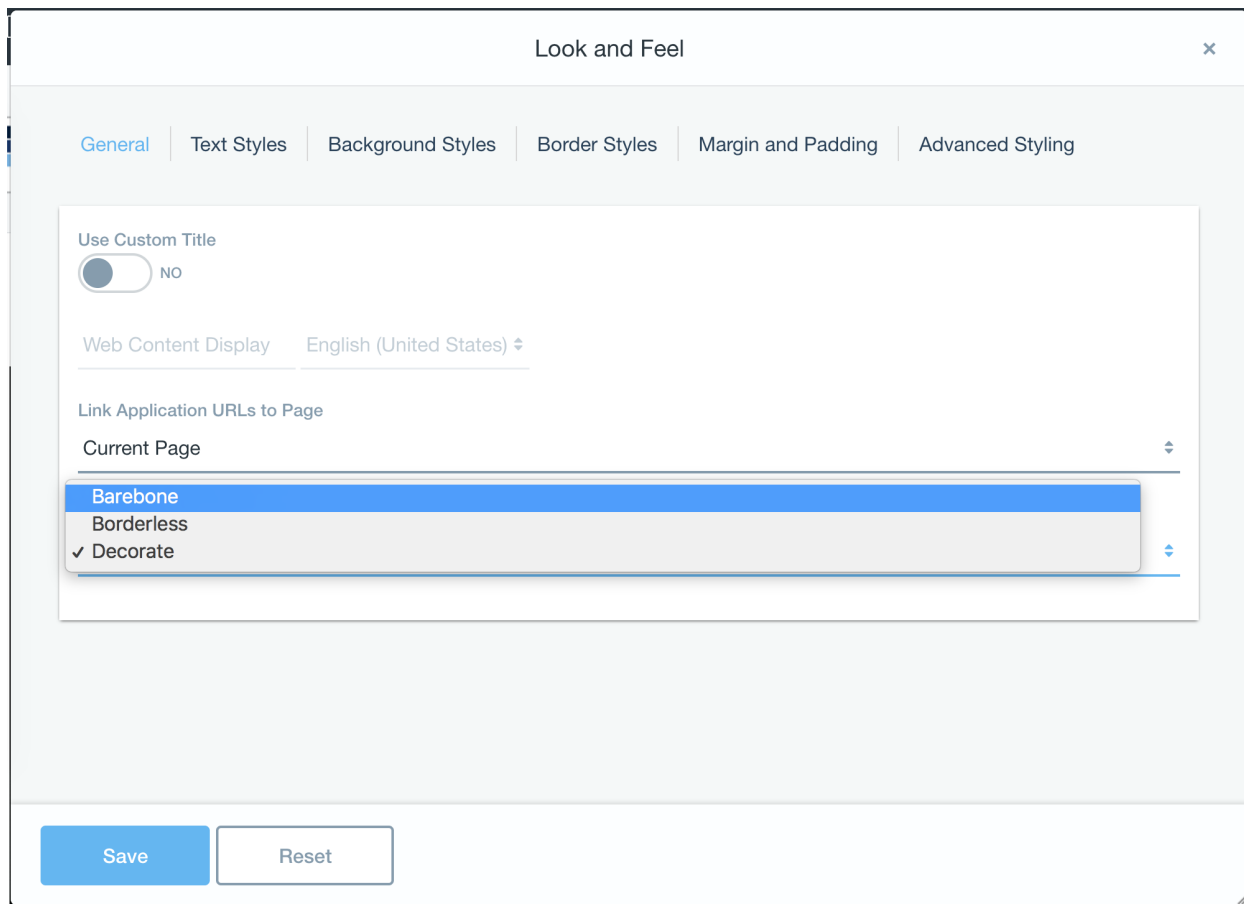 Look and Feel ×
General Text Styles Background Styles Border Styles Margin and Padding Advanced Styling
Use Custom Title
NO
Web Content Display English (United States)
Link Application URLs to Page
Current Page
Barebone
Borderless
✓ Decorate
Save Reset